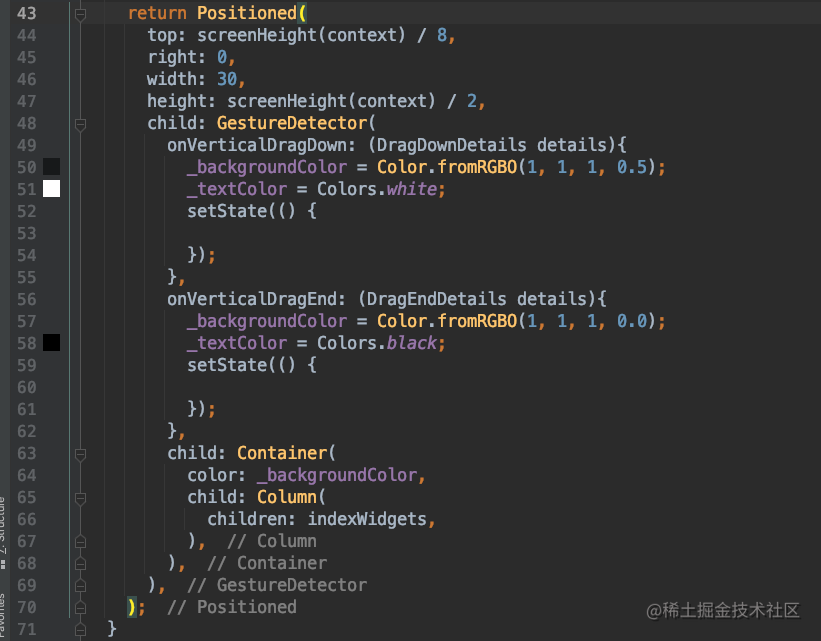 43 return Positioned(
44 top: screenHeight(context) / 8,
45 right: 0,
46 width: 30,
47 height: screenHeight(context) / 2,
48 child: GestureDetector(
49 onVerticalDragDown: (DragDownDetails details){
50 _backgroundColor = Color.fromRGBO(1, 1, 1, 0.5);
51 _textColor = Colors.white;
52 setState(() {
53
54 });
55 },
56 onVerticalDragEnd: (DragEndDetails details){
57 _backgroundColor = Color.fromRGBO(1, 1, 1, 0.0);
58 _textColor = Colors.black;
59 setState(() {
60
61 });
62 },
63 child: Container(
64 color: _backgroundColor,
65 child: Column(
66 children: indexWidgets,
67 ), // Column
68 ), // Container
69 ), // GestureDetector
70 ); // Positioned
71 }
Z: Structure
Favorites
@稀土掘金技术社区